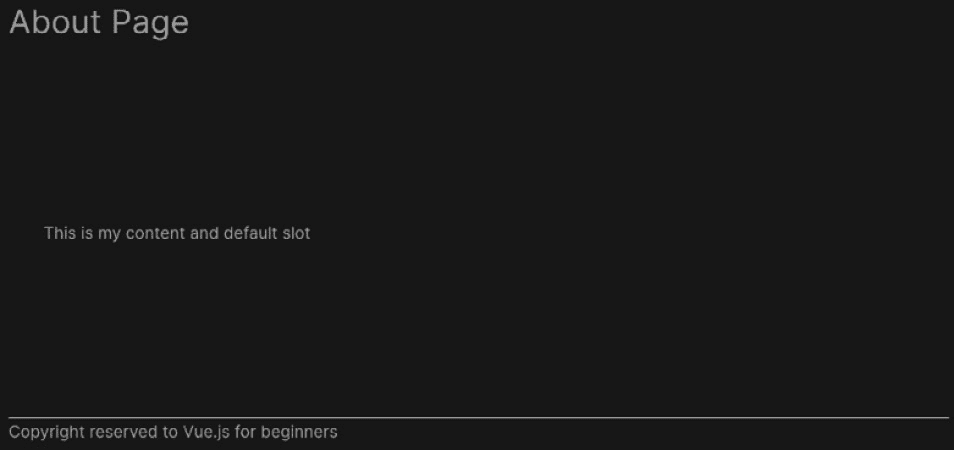 About Page
This is my content and default slot
Copyright reserved to Vue.js for beginners